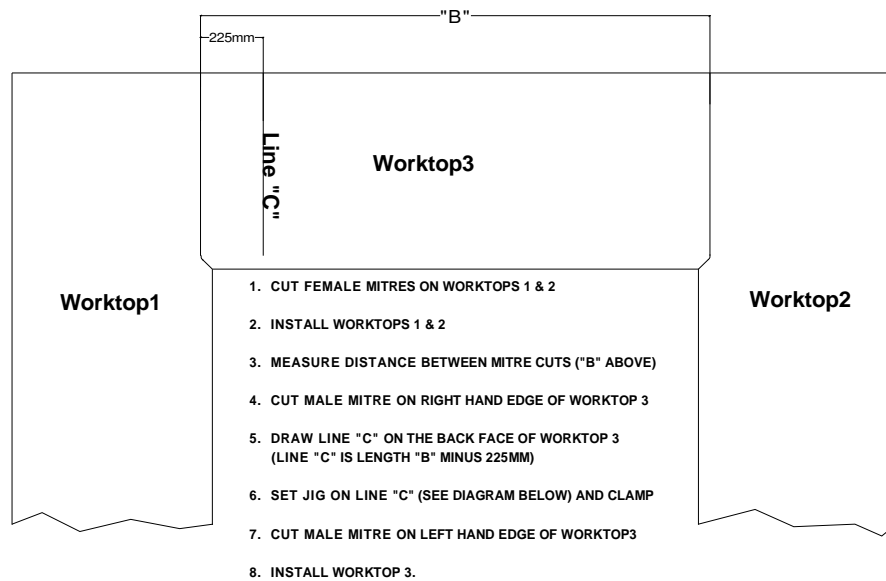 "B"
225mm
Line "C"
Worktop3
Worktop1
Worktop2
1. CUT FEMALE MITRES ON WORKTOPS 1 & 2
2. INSTALL WORKTOPS 1 & 2
3. MEASURE DISTANCE BETWEEN MITRE CUTS ("B" ABOVE)
4. CUT MALE MITRE ON RIGHT HAND EDGE OF WORKTOP 3
5. DRAW LINE "C" ON THE BACK FACE OF WORKTOP 3
(LINE "C" IS LENGTH "B" MINUS 225MM)
6. SET JIG ON LINE "C" (SEE DIAGRAM BELOW) AND CLAMP
7. CUT MALE MITRE ON LEFT HAND EDGE OF WORKTOP3
8. INSTALL WORKTOP 3.